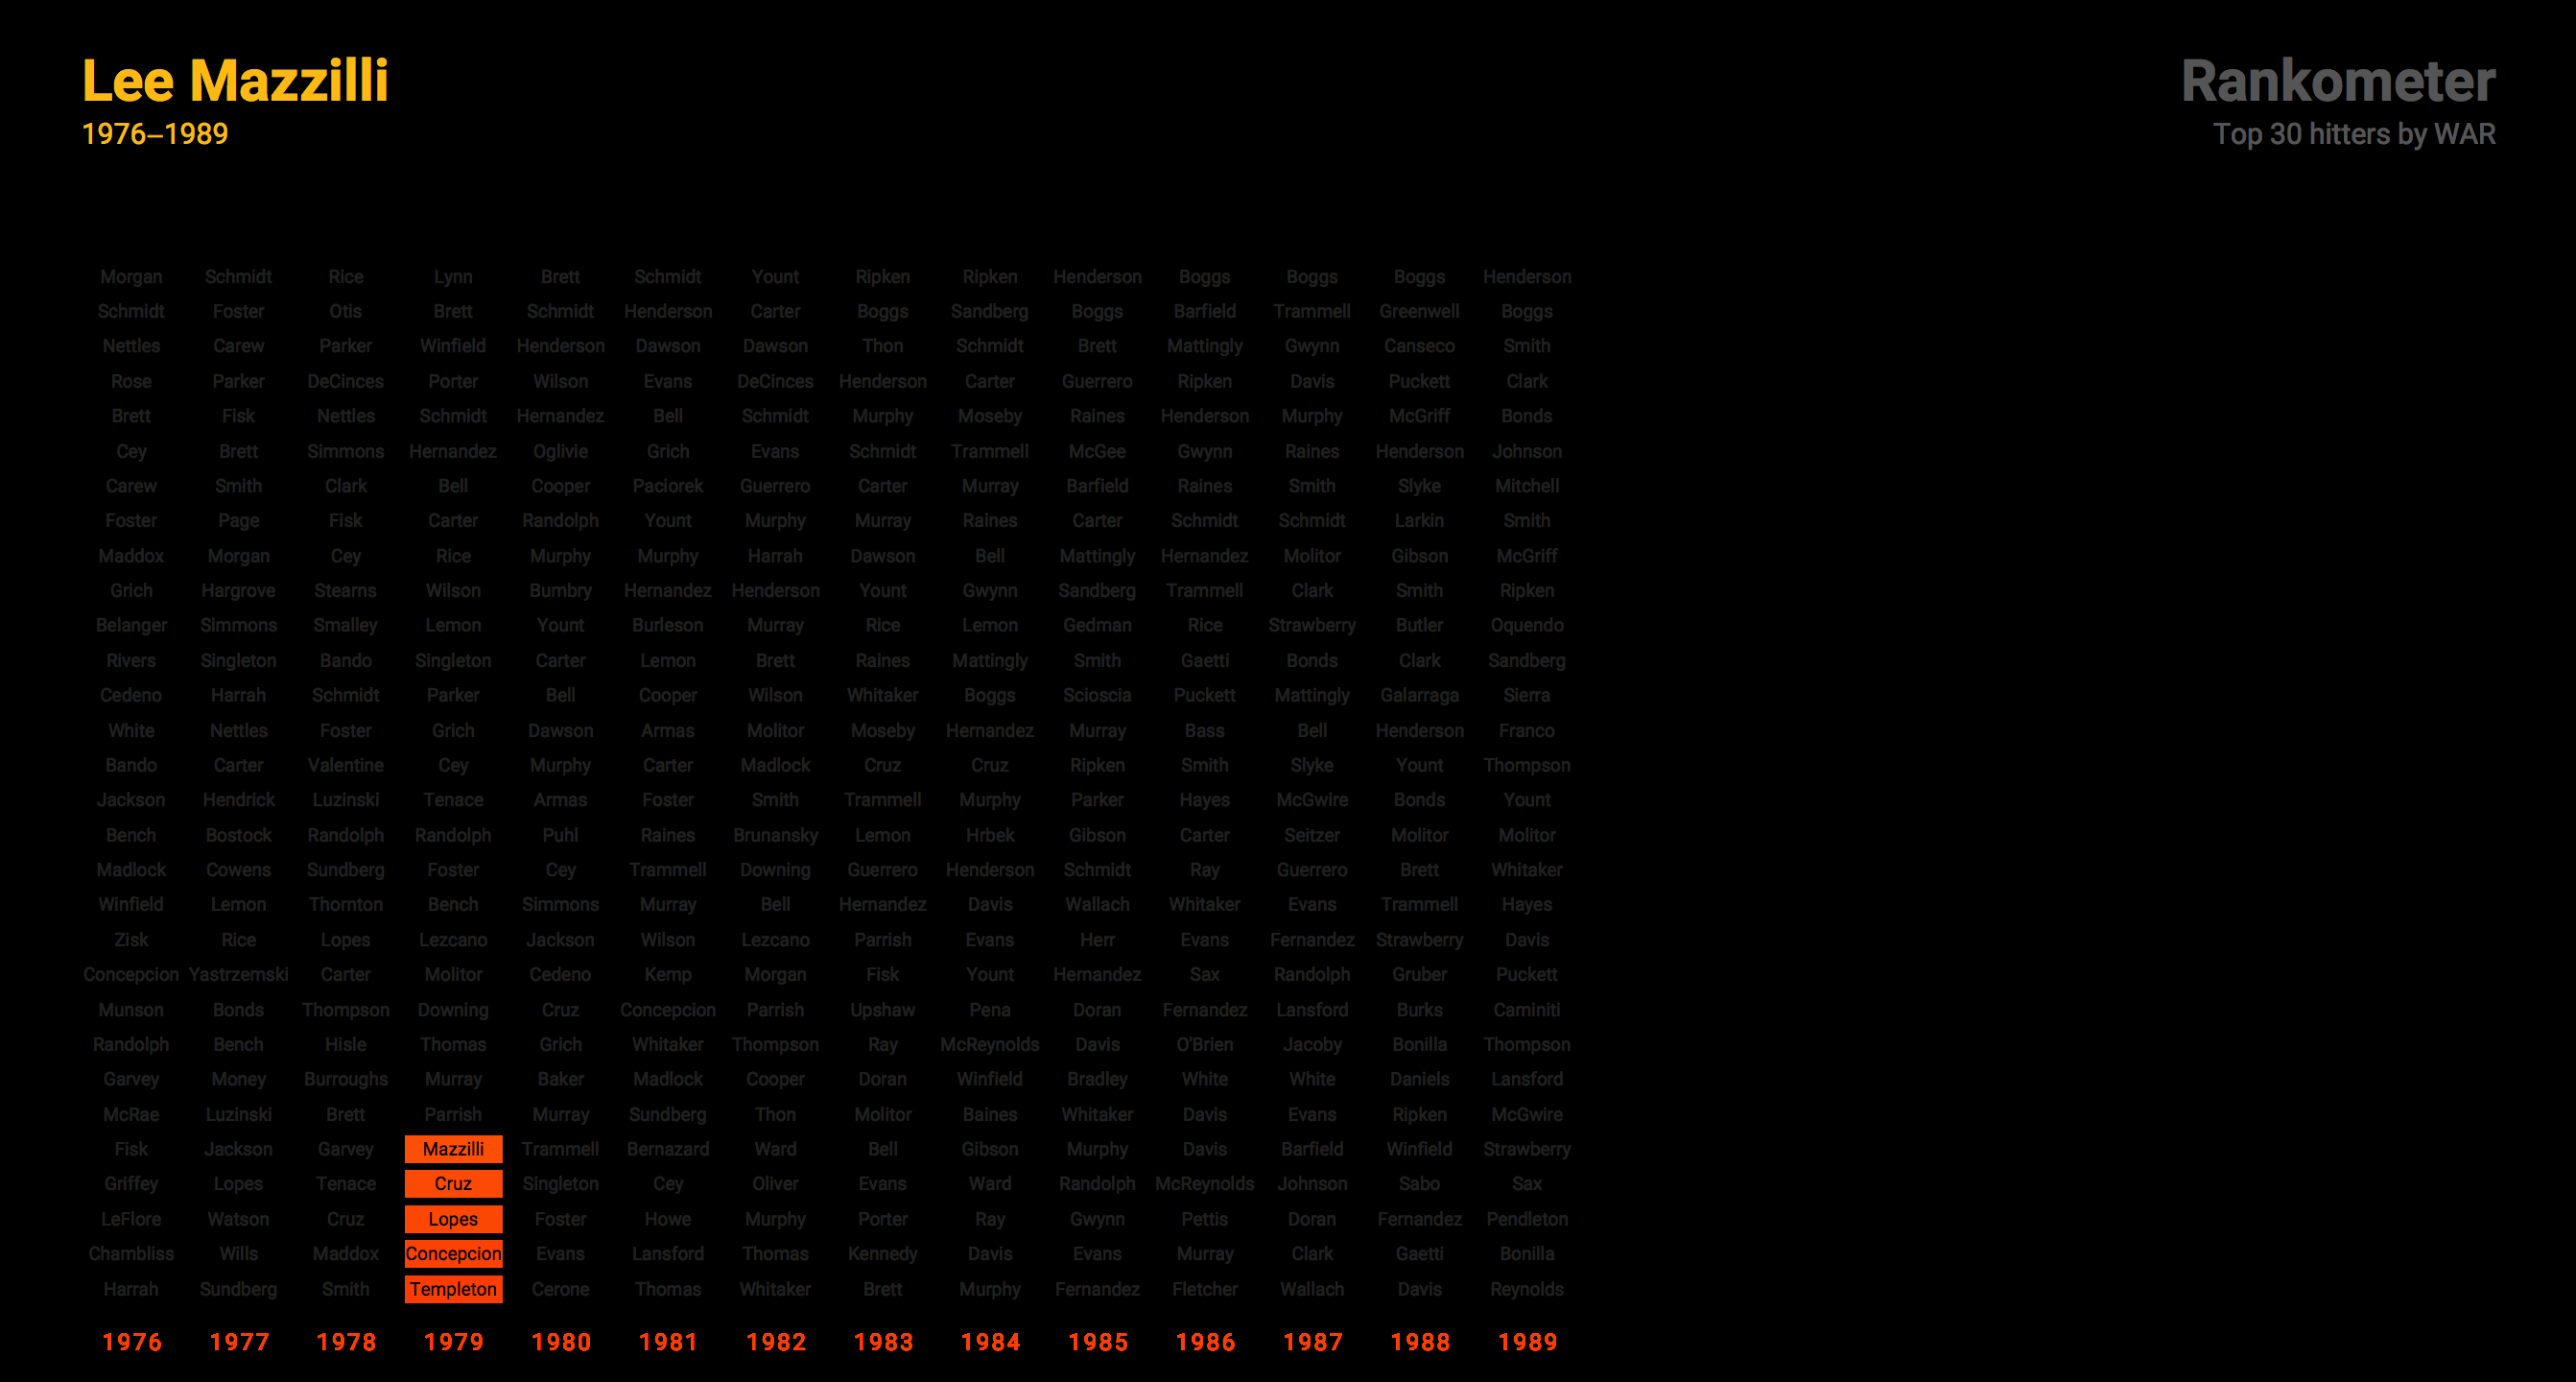 Lee Mazzilli
1976–1989
Rankometer
Top 30 hitters by WAR
Morgan Schmidt Rice Lynn Brett Schmidt Yount Ripken Ripken Henderson Boggs Boggs Boggs Henderson
Schmidt Foster Otis Brett Schmidt Henderson Carter Boggs Sandberg Boggs Barfield Trammell Greenwell Boggs
Nettles Carew Parker Winfield Henderson Dawson Dawson Thon Schmidt Brett Mattingly Gwynn Canseco Smith
Rose Parker DeCinces Porter Wilson Evans DeCinces Henderson Carter Guerrero Ripken Davis Puckett Clark
Brett Fisk Nettles Schmidt Hernandez Bell Schmidt Murphy Moseby Raines Henderson Murphy McGriff Bonds
Cey Brett Simmons Hernandez Oglivie Grich Evans Schmidt Trammell McGee Gwynn Raines Henderson Johnson
Carew Smith Clark Bell Cooper Paciorek Guerrero Carter Murray Barfield Raines Smith Slyke Mitchell
Foster Page Fisk Carter Randolph Yount Murphy Murray Raines Carter Schmidt Schmidt Larkin Smith
Maddox Morgan Cey Rice Murphy Murphy Harrah Dawson Bell Mattingly Hernandez Molitor Gibson McGriff
Grich Hargrove Stearns Wilson Bumbry Hernandez Henderson Yount Gwynn Sandberg Trammell Clark Smith Ripken
Belanger Simmons Smalley Lemon Yount Burleson Murray Rice Lemon Gedman Rice Strawberry Butler Oquendo
Rivers Singleton Bando Singleton Carter Lemon Brett Raines Mattingly Smith Gaetti Bonds Clark Sandberg
Cedeno Harrah Schmidt Parker Bell Cooper Wilson Whitaker Boggs Scioscia Puckett Mattingly Galarraga Sierra
White Nettles Foster Grich Dawson Armas Molitor Moseby Hernandez Murray Bass Bell Henderson Franco
Bando Carter Valentine Cey Murphy Carter Madlock Cruz Cruz Ripken Smith Slyke Yount Thompson
Jackson Hendrick Luzinski Tenace Armas Foster Smith Trammell Murphy Parker Hayes McGwire Bonds Yount
Bench Bostock Randolph Randolph Puhl Raines Brunansky Lemon Hrbek Gibson Carter Seitzer Molitor Molitor
Madlock Cowens Sundberg Foster Cey Trammell Downing Guerrero Henderson Schmidt Ray Guerrero Brett Whitaker
Winfield Lemon Thornton Bench Simmons Murray Bell Hernandez Davis Wallach Whitaker Evans Trammell Hayes
Zisk Rice Lopes Lezcano Jackson Wilson Lezcano Parrish Evans Herr Evans Fernandez Strawberry Davis
Concepcion Yastrzemski Carter Molitor Cedeno Kemp Morgan Fisk Yount Hernandez Sax Randolph Gruber Puckett
Munson Bonds Thompson Downing Cruz Concepcion Parrish Upshaw Pena Doran Fernandez Lansford Burks Caminiti
Randolph Bench Hisle Thomas Grich Whitaker Thompson Ray McReynolds Davis O'Brien Jacoby Bonilla Thompson
Garvey Money Burroughs Murray Baker Madlock Cooper Doran Winfield Bradley White White Daniels Lansford
McRae Luzinski Brett Parrish Murray Sundberg Thon Molitor Baines Whitaker Davis Evans Ripken McGwire
Fisk Jackson Garvey Mazzilli Trammell Bernazard Ward Bell Gibson Murphy Davis Barfield Winfield Strawberry
Griffey Lopes Tenace Cruz Singleton Cey Oliver Evans Ward Randolph McReynolds Johnson Sabo Sax
LeFlore Watson Cruz Lopes Foster Howe Murphy Porter Ray Gwynn Pettis Doran Fernandez Pendleton
Chambliss Wills Maddox Concepcion Evans Lansford Thomas Kennedy Davis Evans Murray Clark Gaetti Bonilla
Harrah Sundberg Smith Templeton Cerone Thomas Whitaker Brett Murphy Fernandez Fletcher Wallach Davis Reynolds
1976 1977 1978 1979 1980 1981 1982 1983 1984 1985 1986 1987 1988 1989